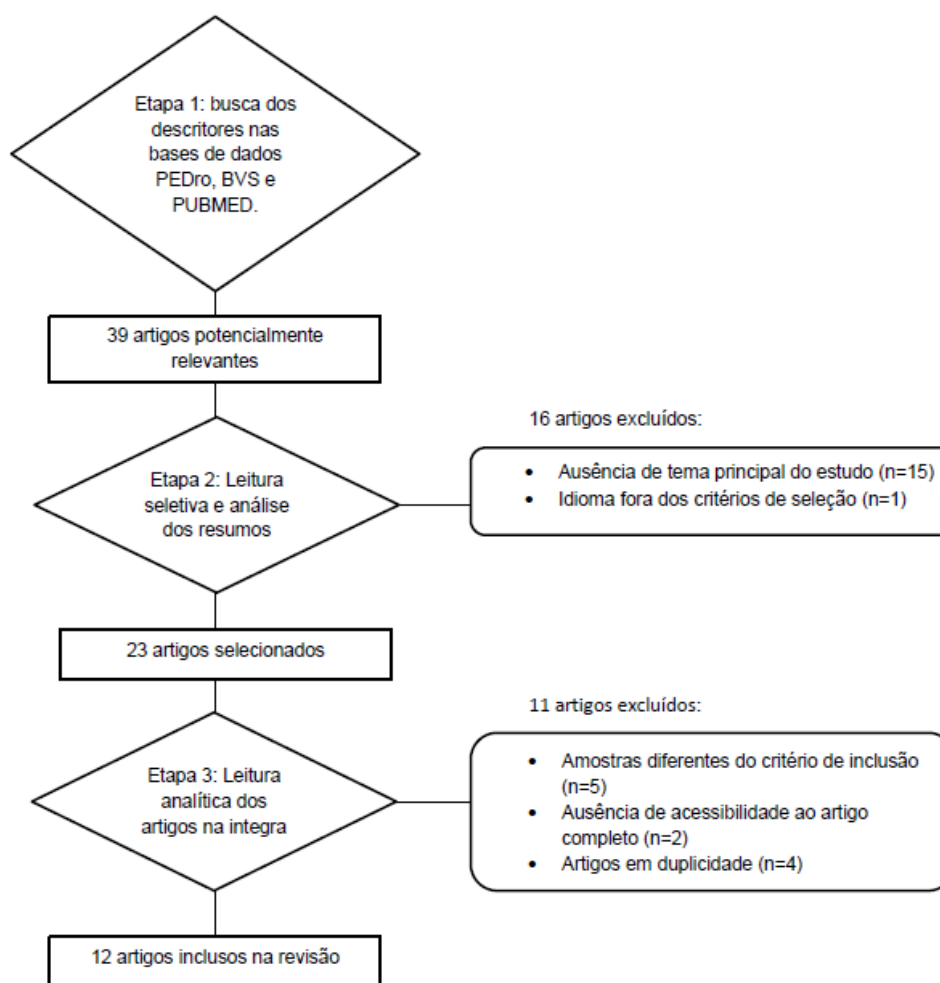 Etapa 1: busca dos
descritores nas
bases de dados
PEDro, BVS e
PUBMED.
39 artigos potencialmente
relevantes
Etapa 2: Leitura
seletiva e análise
dos resumos
16 artigos excluídos:
• Ausência de tema principal do estudo (n=15)
• Idioma fora dos critérios de seleção (n=1)
23 artigos selecionados
Etapa 3: Leitura
analítica dos
artigos na integra
11 artigos excluídos:
• Amostras diferentes do critério de inclusão
(n=5)
• Ausência de acessibilidade ao artigo
completo (n=2)
• Artigos em duplicidade (n=4)
12 artigos inclusos na revisão